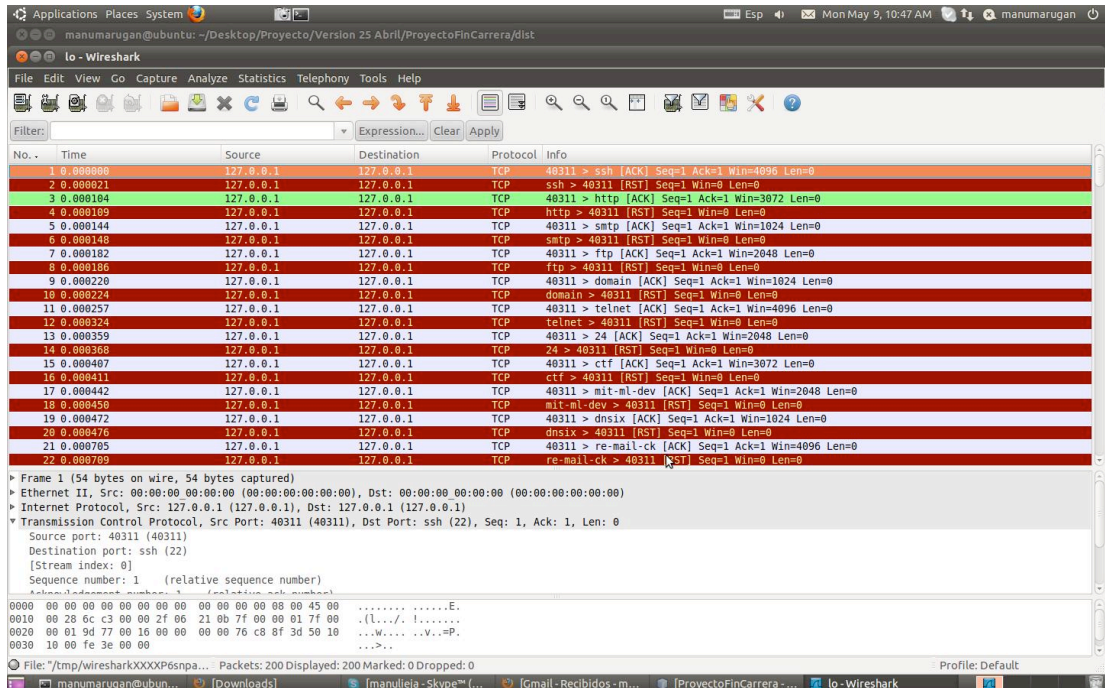 Applications Places System Esp Mon May 9, 10:47 AM manumarugan
manumarugan@ubuntu: ~/Desktop/Proyecto/Version 25 Abril/ProyectoFinCarrera/dist
lo - Wireshark
File Edit View Go Capture Analyze Statistics Telephony Tools Help
Filter: Expression... Clear Apply
No. . Time Source Destination Protocol Info
1 0.000000 127.0.0.1 127.0.0.1 TCP 40311 > ssh [ACK] Seq=1 Ack=1 Win=4096 Len=0
2 0.000021 127.0.0.1 127.0.0.1 TCP ssh > 40311 [RST] Seq=1 Win=0 Len=0
3 0.000104 127.0.0.1 127.0.0.1 TCP 40311 > http [ACK] Seq=1 Ack=1 Win=3072 Len=0
4 0.000109 127.0.0.1 127.0.0.1 TCP http > 40311 [RST] Seq=1 Win=0 Len=0
5 0.000144 127.0.0.1 127.0.0.1 TCP 40311 > smtp [ACK] Seq=1 Ack=1 Win=1024 Len=0
6 0.000148 127.0.0.1 127.0.0.1 TCP smtp > 40311 [RST] Seq=1 Win=0 Len=0
7 0.000182 127.0.0.1 127.0.0.1 TCP 40311 > ftp [ACK] Seq=1 Ack=1 Win=2048 Len=0
8 0.000186 127.0.0.1 127.0.0.1 TCP ftp > 40311 [RST] Seq=1 Win=0 Len=0
9 0.000220 127.0.0.1 127.0.0.1 TCP 40311 > domain [ACK] Seq=1 Ack=1 Win=1024 Len=0
10 0.000224 127.0.0.1 127.0.0.1 TCP domain > 40311 [RST] Seq=1 Win=0 Len=0
11 0.000257 127.0.0.1 127.0.0.1 TCP 40311 > telnet [ACK] Seq=1 Ack=1 Win=4096 Len=0
12 0.000324 127.0.0.1 127.0.0.1 TCP telnet > 40311 [RST] Seq=1 Win=0 Len=0
13 0.000359 127.0.0.1 127.0.0.1 TCP 40311 > 24 [ACK] Seq=1 Ack=1 Win=2048 Len=0
14 0.000368 127.0.0.1 127.0.0.1 TCP 24 > 40311 [RST] Seq=1 Win=0 Len=0
15 0.000407 127.0.0.1 127.0.0.1 TCP 40311 > ctf [ACK] Seq=1 Ack=1 Win=3072 Len=0
16 0.000411 127.0.0.1 127.0.0.1 TCP ctf > 40311 [RST] Seq=1 Win=0 Len=0
17 0.000442 127.0.0.1 127.0.0.1 TCP 40311 > mit-ml-dev [ACK] Seq=1 Ack=1 Win=2048 Len=0
18 0.000450 127.0.0.1 127.0.0.1 TCP mit-ml-dev > 40311 [RST] Seq=1 Win=0 Len=0
19 0.000472 127.0.0.1 127.0.0.1 TCP 40311 > dnsix [ACK] Seq=1 Ack=1 Win=1024 Len=0
20 0.000476 127.0.0.1 127.0.0.1 TCP dnsix > 40311 [RST] Seq=1 Win=0 Len=0
21 0.000705 127.0.0.1 127.0.0.1 TCP 40311 > re-mail-ck [ACK] Seq=1 Ack=1 Win=4096 Len=0
22 0.000709 127.0.0.1 127.0.0.1 TCP re-mail-ck > 40311 [RST] Seq=1 Win=0 Len=0
Frame 1 (54 bytes on wire, 54 bytes captured)
Ethernet II, Src: 00:00:00_00:00:00 (00:00:00:00:00:00), Dst: 00:00:00_00:00:00 (00:00:00:00:00:00)
Internet Protocol, Src: 127.0.0.1 (127.0.0.1), Dst: 127.0.0.1 (127.0.0.1)
Transmission Control Protocol, Src Port: 40311 (40311), Dst Port: ssh (22), Seq: 1, Ack: 1, Len: 0
Source port: 40311 (40311)
Destination port: ssh (22)
[Stream index: 0]
Sequence number: 1 (relative sequence number)
Acknowledgement number: 1 (relative ack number)
0000 00 00 00 00 00 00 00 00 00 00 00 00 08 00 45 00 ........ ......E.
0010 00 28 6c c3 00 00 2f 06 21 0b 7f 00 00 01 7f 00 .(l.../. !.......
0020 00 01 9d 77 00 16 00 00 00 00 76 c8 8f 3d 50 10 ...w.... ..v..=P.
0030 10 00 fe 3e 00 00 ...>..
File: "/tmp/wiresharkXXXXP6snpa... Packets: 200 Displayed: 200 Marked: 0 Dropped: 0 Profile: Default
manumarugan@ubun... [Downloads] [manulieja - Skype™ (... [Gmail - Recibidos - m... [ProyectoFinCarrera - ... lo - Wireshark